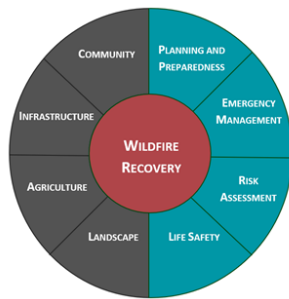 COMMUNITY
PLANNING AND
PREPAREDNESS
INFRASTRUCTURE
EMERGENCY
MANAGEMENT
WILDFIRE
RECOVERY
AGRICULTURE
RISK
ASSESSMENT
LANDSCAPE
LIFE SAFETY